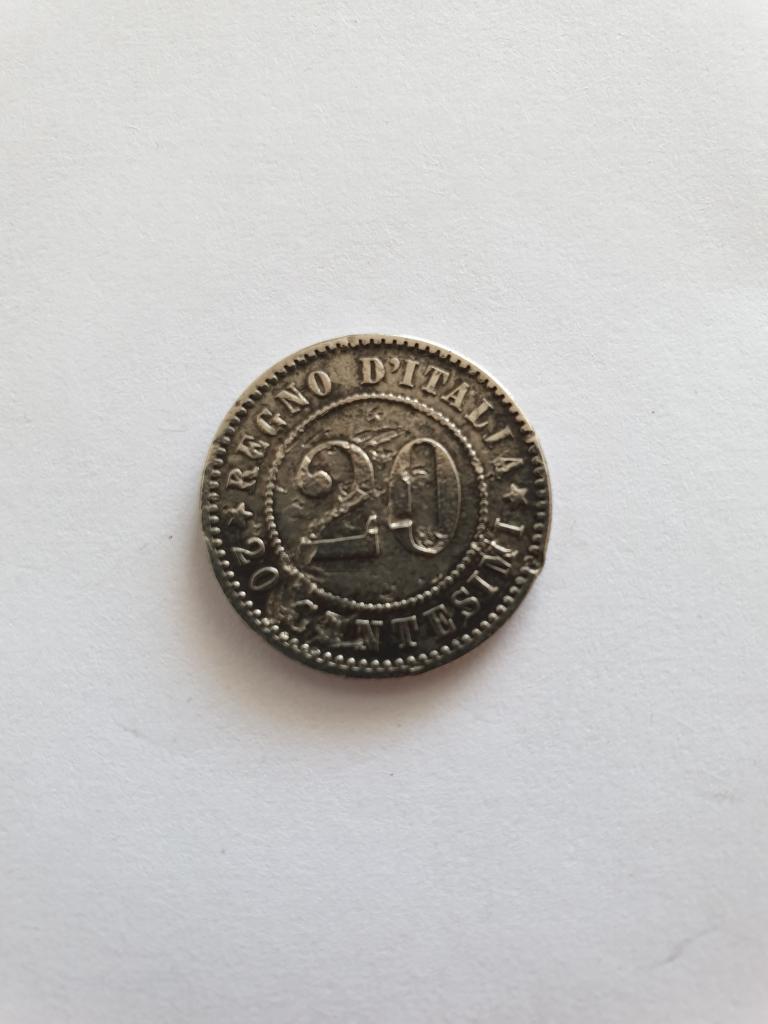 ★ REGNO D'ITALIA ★
20
20 CENTESIMI